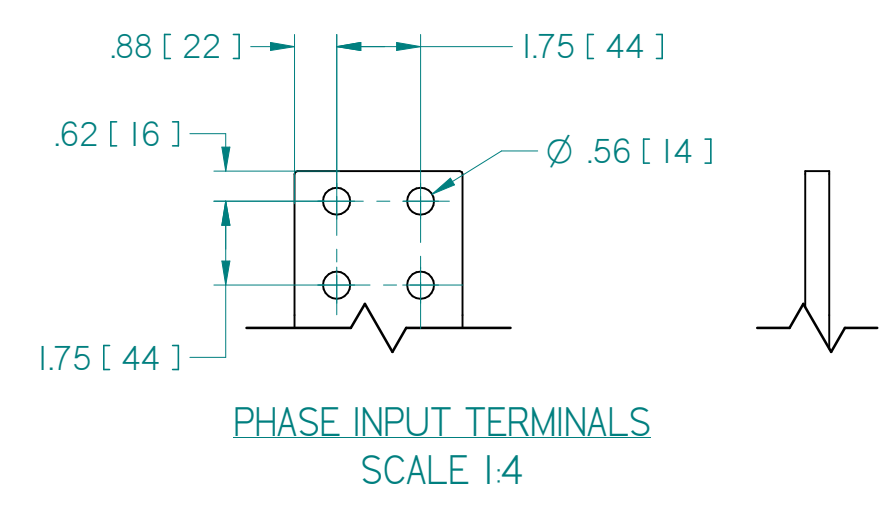 .88 [ 22 ]
1.75 [ 44 ]
.62 [ 16 ]
Ø .56 [ 14 ]
1.75 [ 44 ]
PHASE INPUT TERMINALS
SCALE 1:4